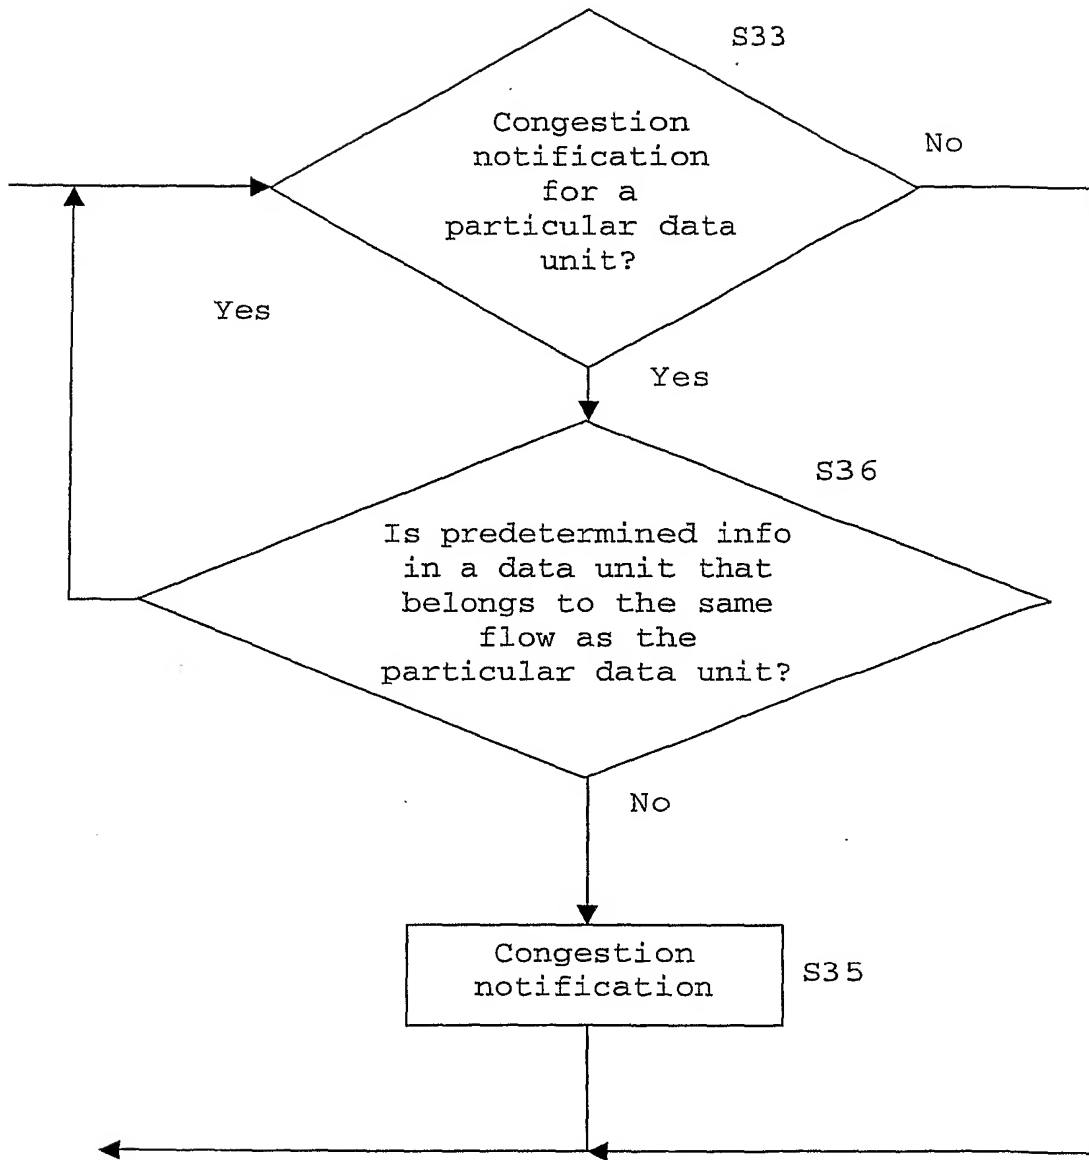 S33
Congestion
notification
for a
particular data
unit?
No
Yes
Yes
S36
Is predetermined info
in a data unit that
belongs to the same
flow as the
particular data unit?
No
Congestion
notification
S35